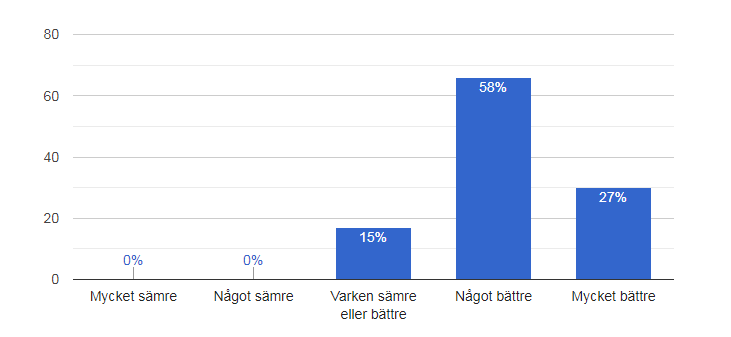 80
60
40
20
0
0%
0%
15%
58%
27%
Mycket sämre
Något sämre
Varken sämre
eller bättre
Något bättre
Mycket bättre